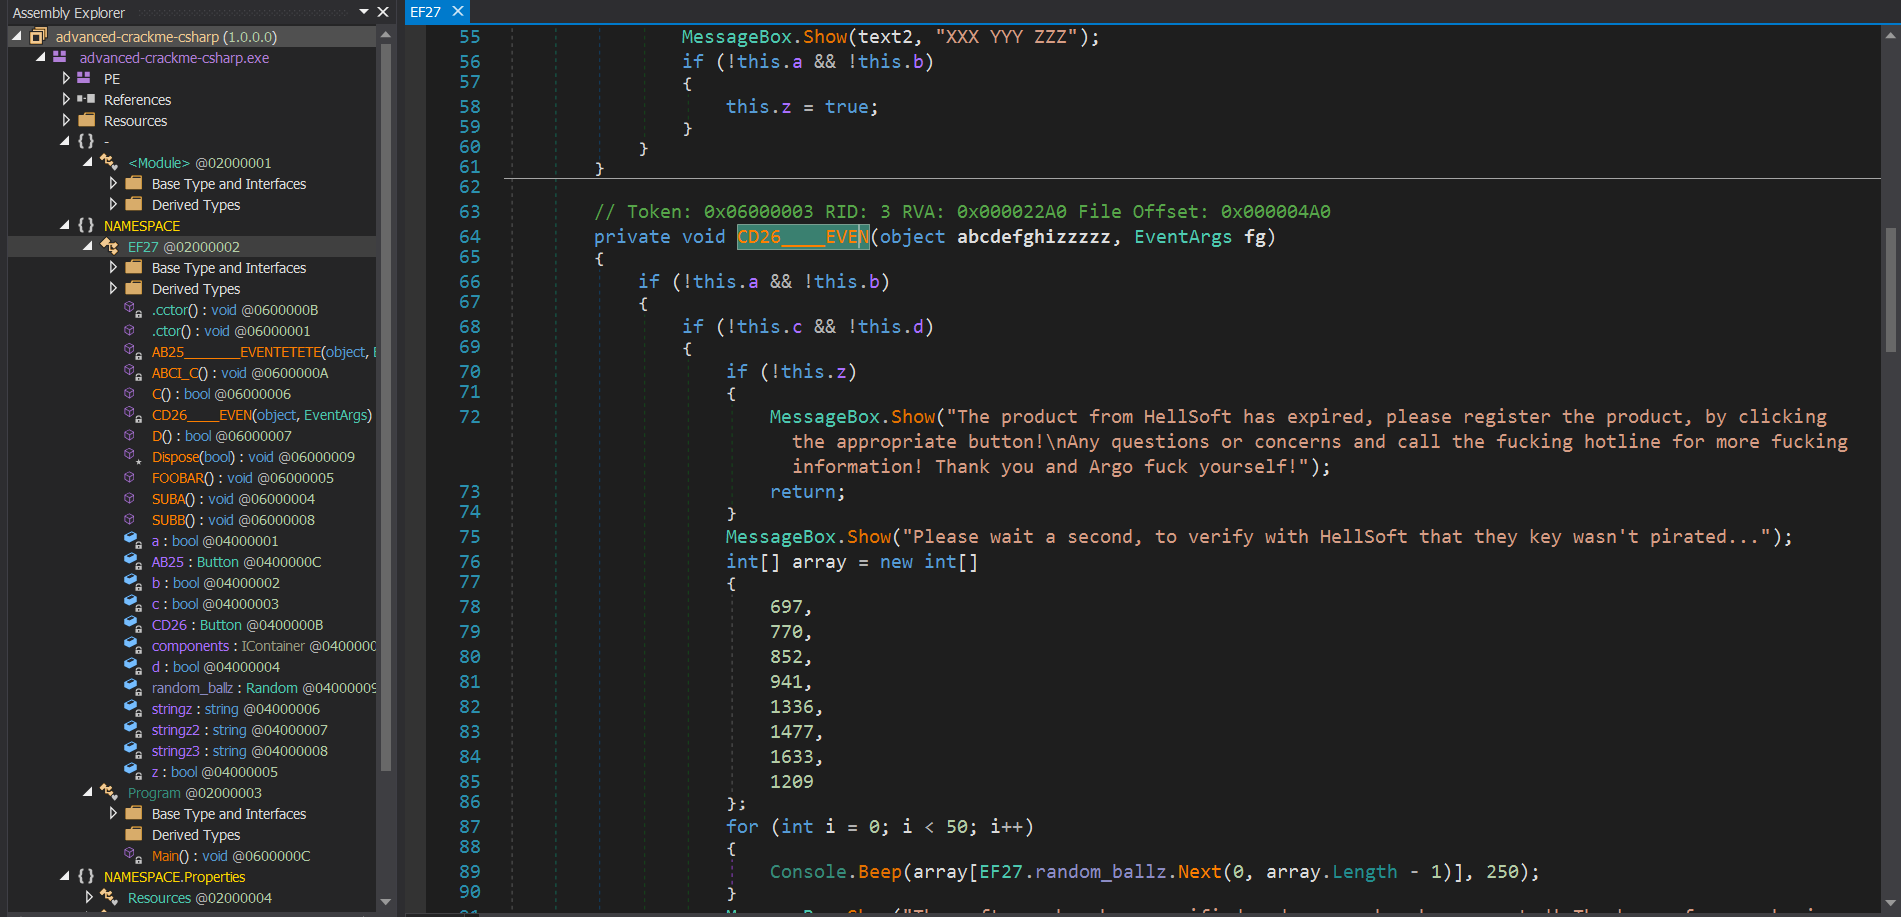 Assembly Explorer
advanced-crackme-csharp (1.0.0.0)
advanced-crackme-csharp.exe
PE
References
Resources
{ } -
<Module> @02000001
Base Type and Interfaces
Derived Types
{ } NAMESPACE
EF27 @02000002
Base Type and Interfaces
Derived Types
.cctor() : void @0600000B
.ctor() : void @06000001
AB25________EVENTETETE(object, E
ABCI_C() : void @0600000A
C() : bool @06000006
CD26____EVEN(object, EventArgs)
D() : bool @06000007
Dispose(bool) : void @06000009
FOOBAR() : void @06000005
SUBA() : void @06000004
SUBB() : void @06000008
a : bool @04000001
AB25 : Button @0400000C
b : bool @04000002
c : bool @04000003
CD26 : Button @0400000B
components : IContainer @0400000
d : bool @04000004
random_ballz : Random @04000009
stringz : string @04000006
stringz2 : string @04000007
stringz3 : string @04000008
z : bool @04000005
Program @02000003
Base Type and Interfaces
Derived Types
Main() : void @0600000C
{ } NAMESPACE.Properties
Resources @02000004
EF27
55 MessageBox.Show(text2, "XXX YYY ZZZ");
56 if (!this.a && !this.b)
57 {
58 this.z = true;
59 }
60 }
61 }
62
63 // Token: 0x06000003 RID: 3 RVA: 0x000022A0 File Offset: 0x000004A0
64 private void CD26____EVEN(object abcdefghizzzzz, EventArgs fg)
65 {
66 if (!this.a && !this.b)
67 {
68 if (!this.c && !this.d)
69 {
70 if (!this.z)
71 {
72 MessageBox.Show("The product from HellSoft has expired, please register the product, by clicking
the appropriate button!\nAny questions or concerns and call the fucking hotline for more fucking
information! Thank you and Argo fuck yourself!");
73 return;
74 }
75 MessageBox.Show("Please wait a second, to verify with HellSoft that they key wasn't pirated...");
76 int[] array = new int[]
77 {
78 697,
79 770,
80 852,
81 941,
82 1336,
83 1477,
84 1633,
85 1209
86 };
87 for (int i = 0; i < 50; i++)
88 {
89 Console.Beep(array[EF27.random_ballz.Next(0, array.Length - 1)], 250);
90 }